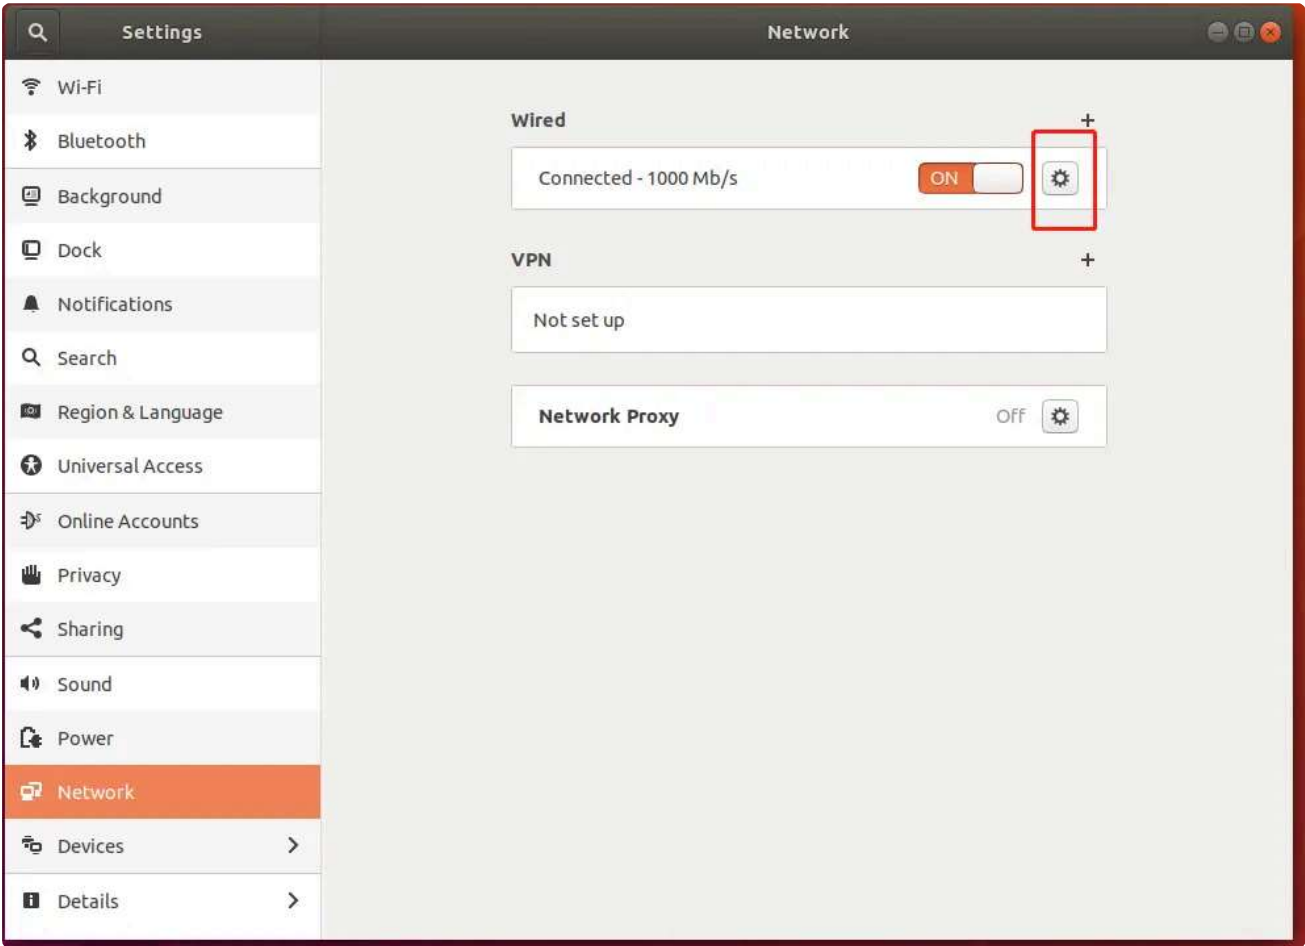 Settings
Network
Wi-Fi
Bluetooth
Background
Dock
Notifications
Search
Region & Language
Universal Access
Online Accounts
Privacy
Sharing
Sound
Power
Network
Devices
Details
Wired
Connected - 1000 Mb/s
ON
VPN
Not set up
Network Proxy
Off